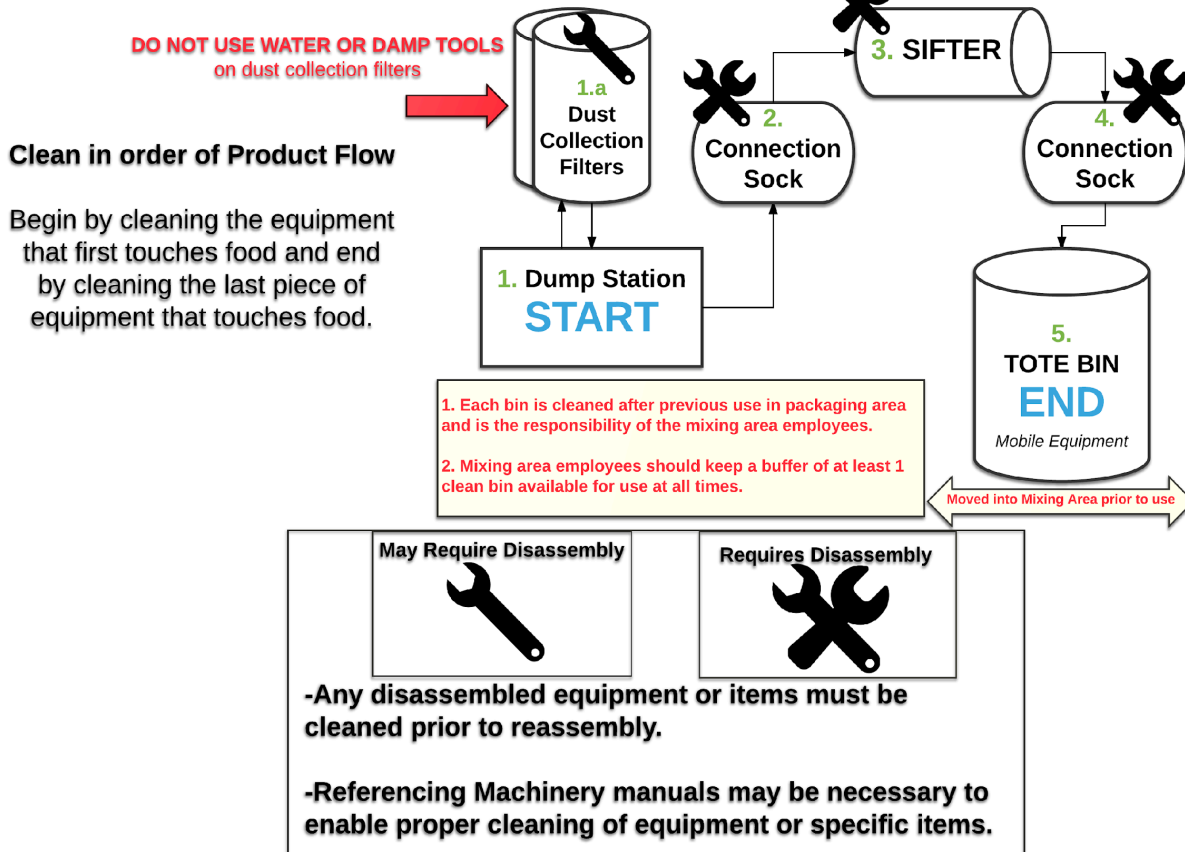 DO NOT USE WATER OR DAMP TOOLS
on dust collection filters
Clean in order of Product Flow
Begin by cleaning the equipment
that first touches food and end
by cleaning the last piece of
equipment that touches food.
1.a
Dust
Collection
Filters
1. Dump Station
START
2.
Connection
Sock
3. SIFTER
4.
Connection
Sock
5.
TOTE BIN
END
Mobile Equipment
1. Each bin is cleaned after previous use in packaging area
and is the responsibility of the mixing area employees.
2. Mixing area employees should keep a buffer of at least 1
clean bin available for use at all times.
Moved into Mixing Area prior to use
May Require Disassembly
Requires Disassembly
-Any disassembled equipment or items must be
cleaned prior to reassembly.
-Referencing Machinery manuals may be necessary to
enable proper cleaning of equipment or specific items.